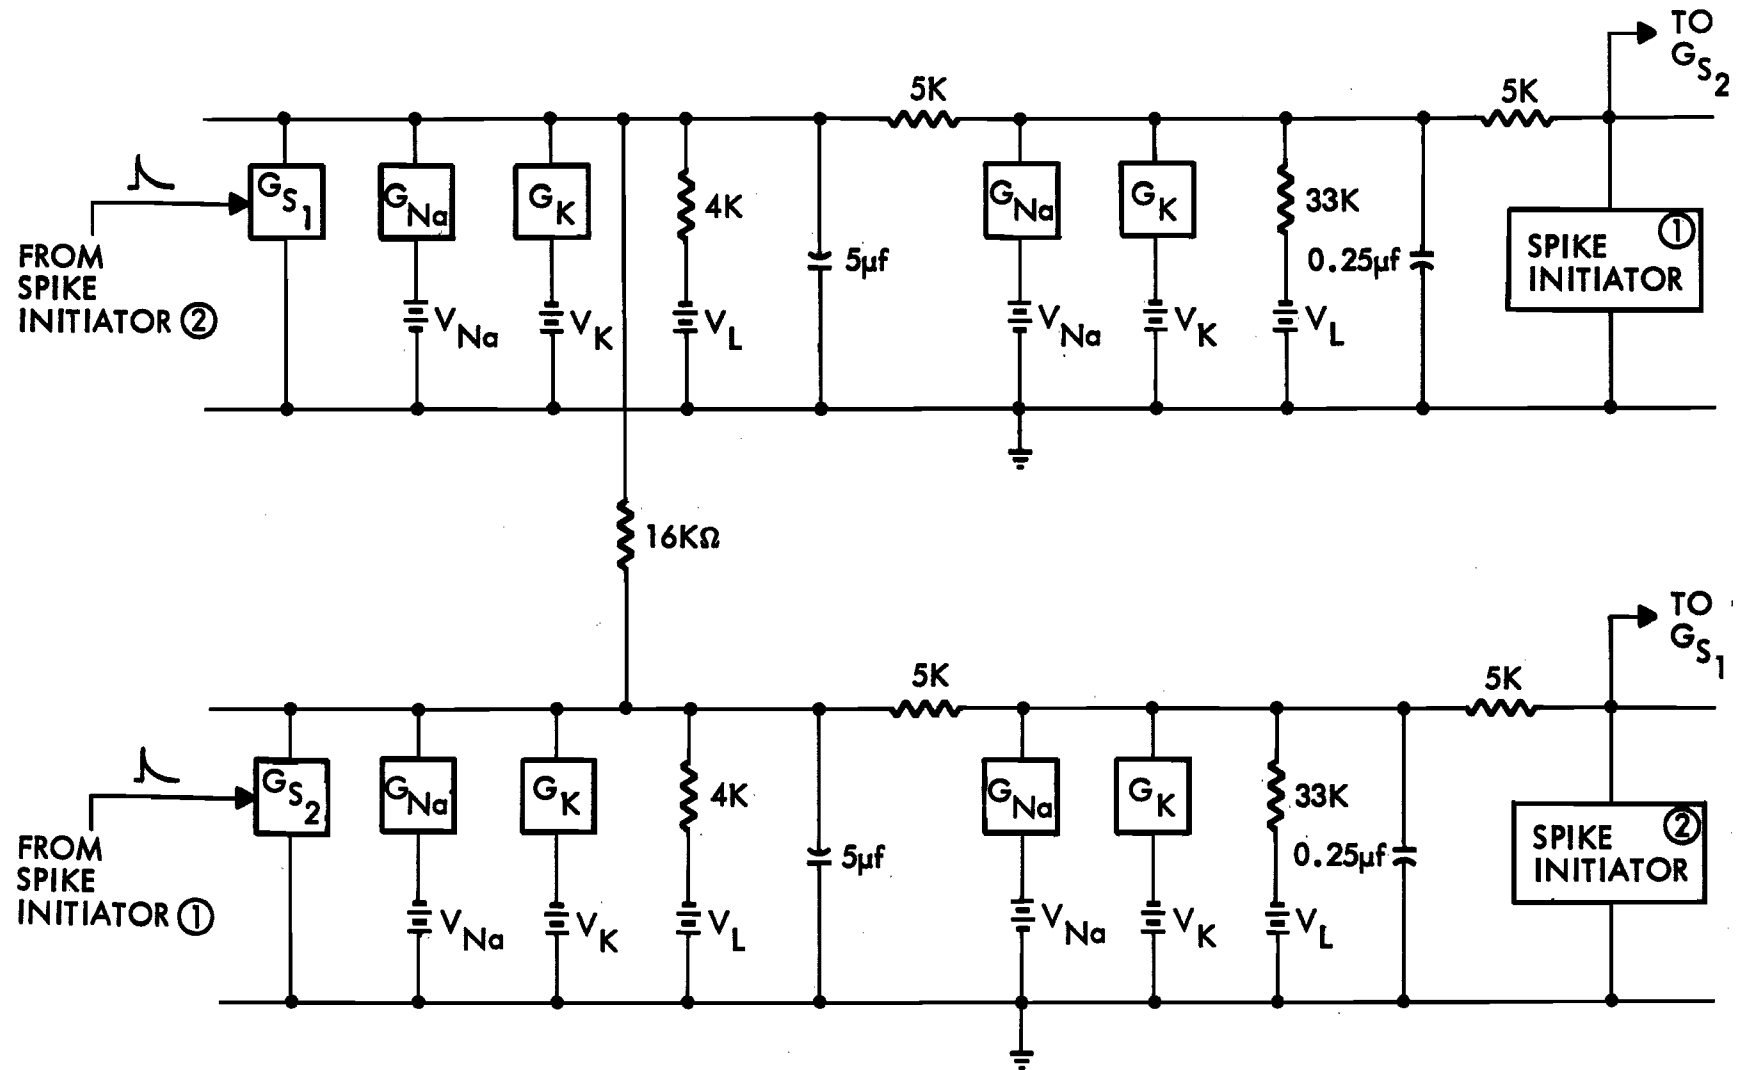 TO
GS2
5K
5K
GS1
GNa
GK
4K
5µf
GNa
GK
33K
0.25µf
SPIKE
INITIATOR
①
FROM
SPIKE
INITIATOR ②
VNa
VK
VL
VNa
VK
VL
16KΩ
TO
GS1
5K
5K
GS2
GNa
GK
4K
5µf
GNa
GK
33K
0.25µf
SPIKE
INITIATOR
②
FROM
SPIKE
INITIATOR ①
VNa
VK
VL
VNa
VK
VL